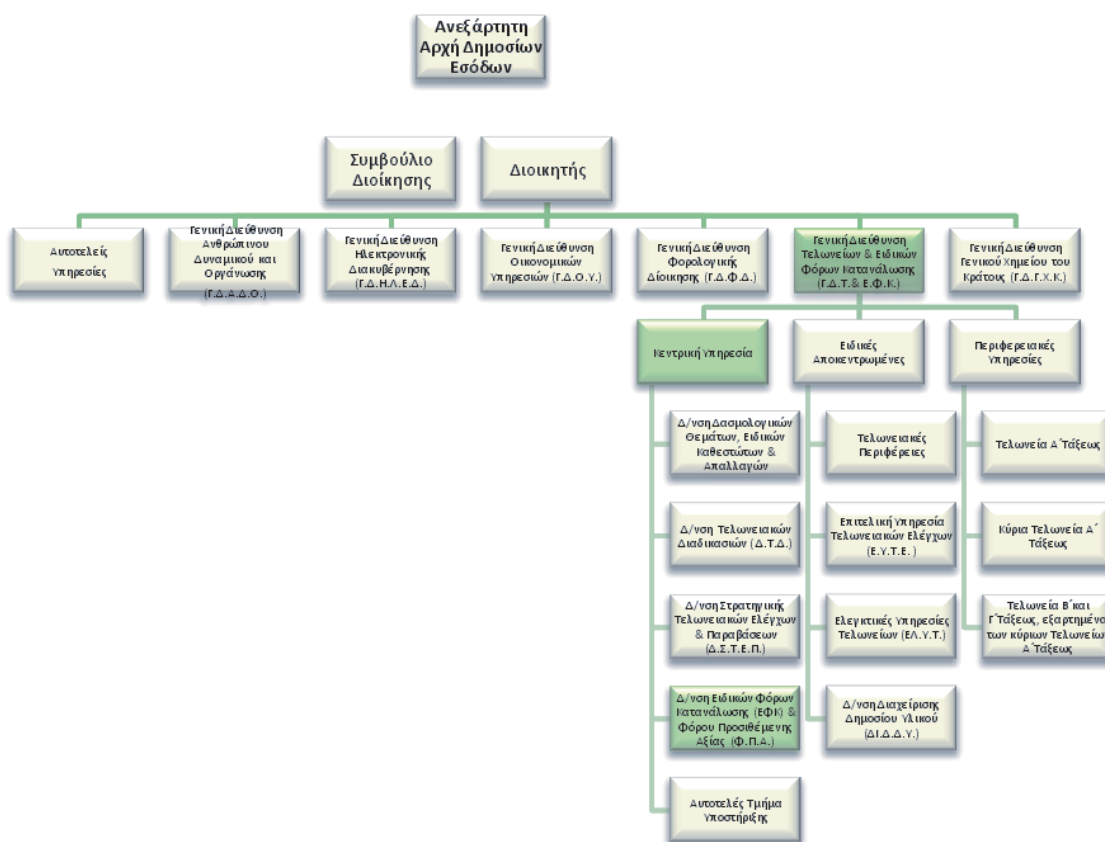 Ανεξάρτητη
Αρχή Δημοσίων
Εσόδων
Συμβούλιο
Διοίκησης
Διοικητής
Αυτοτελείς
Υπηρεσίες
Γενική Διεύθυνση
Ανθρώπινου
Δυναμικού και
Οργάνωσης
(Γ.Δ.Α.Δ.Ο.)
Γενική Διεύθυνση
Ηλεκτρονικής
Διακυβέρνησης
(Γ.Δ.Η.Λ.Ε.Δ.)
Γενική Διεύθυνση
Οικονομικών
Υπηρεσιών (Γ.Δ.Ο.Υ.)
Γενική Διεύθυνση
Φορολογικής
Δίοικησης (Γ.Δ.Φ.Δ.)
Γενική Διεύθυνση
Τελωνείων & Ειδικών
Φόρων Κατανάλωσης
(Γ.Δ.Τ.& Ε.Φ.Κ.)
Γενική Διεύθυνση
Γενικού Χημείου του
Κράτους (Γ.Δ.Γ.Χ.Κ.)
Κεντρική Υπηρεσία
Ειδικές
Αποκεντρωμένες
Περιφερειακές
Υπηρεσίες
Δ/νση Δασμολογικών
Θεμάτων, Ειδικών
Καθεστώτων &
Απαλλαγών
Τελωνειακές
Περιφέρειες
Τελωνεία Α΄Τάξεως
Δ/νση Τελωνειακών
Διαδικασιών (Δ.Τ.Δ.)
Επιτελική Υπηρεσία
Τελωνειακών Ελέγχων
(Ε.Υ.Τ.Ε. )
Κύρια Τελωνεία Α΄
Τάξεως
Δ/νση Στρατηγικής
Τελωνειακών Ελέγχων
& Παραβάσεων
(Δ.Σ.Τ.Ε.Π.)
Ελεγκτικές Υπηρεσίες
Τελωνείων (ΕΛ.Υ.Τ.)
Τελωνεία Β΄και
Γ΄Τάξεως, εξαρτημένα
των κύριων Τελωνείων
Α΄Τάξεως
Δ/νση Ειδικών Φόρων
Κατανάλωσης (ΕΦΚ) &
Φόρου Προσιθέμενης
Αξίας (Φ.Π.Α.)
Δ/νση Διαχείρισης
Δημοσίου Υλικού
(ΔΙ.Δ.Δ.Υ.)
Αυτοτελές Τμήμα
Υποστήριξης